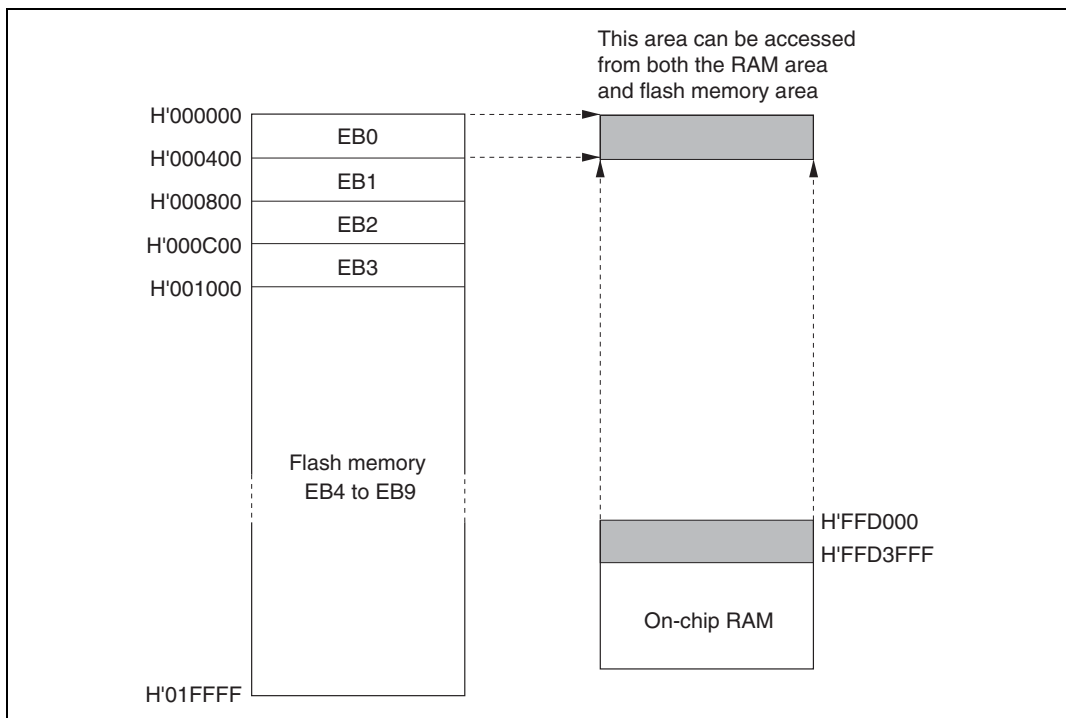 This area can be accessed
from both the RAM area
and flash memory area
H'000000
EB0
H'000400
EB1
H'000800
EB2
H'000C00
EB3
H'001000
Flash memory
EB4 to EB9
H'FFD000
H'FFD3FFF
On-chip RAM
H'01FFFF